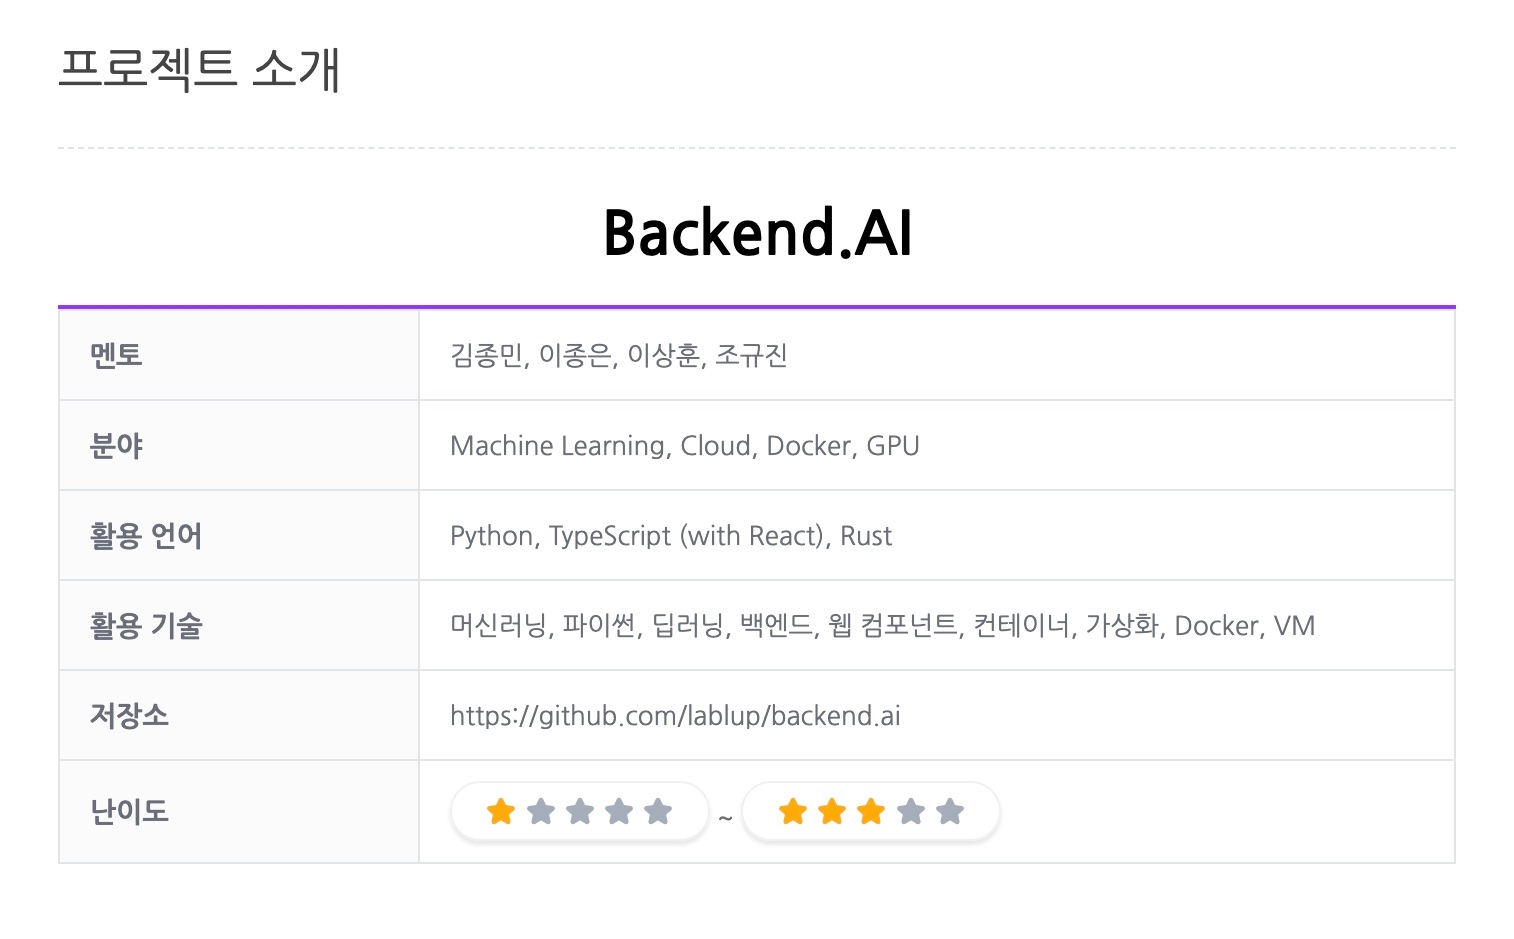 프로젝트 소개
Backend.AI
멘토
김종민, 이종은, 이상훈, 조규진
분야
Machine Learning, Cloud, Docker, GPU
활용 언어
Python, TypeScript (with React), Rust
활용 기술
머신러닝, 파이썬, 딥러닝, 백엔드, 웹 컴포넌트, 컨테이너, 가상화, Docker, VM
저장소
https://github.com/lablup/backend.ai
난이도
~